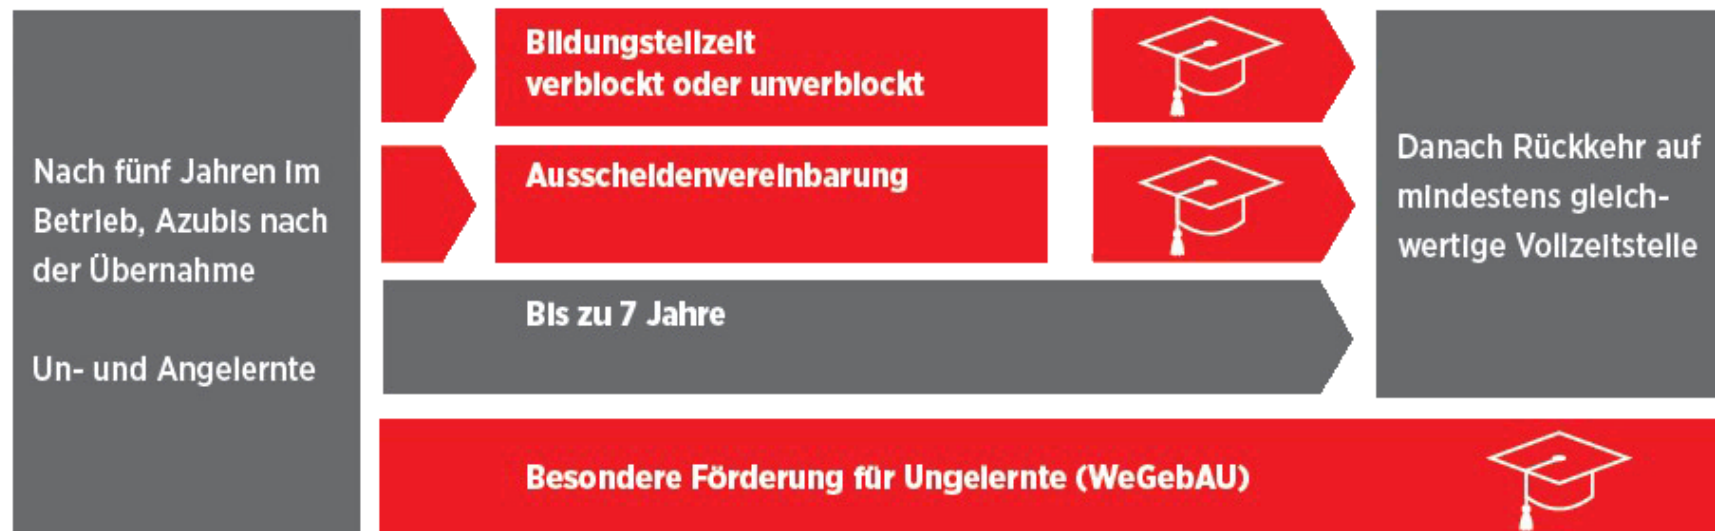 Nach fünf Jahren im
Betrieb, Azubis nach
der Übernahme
Un- und Angelernte
Bildungsteilzeit
verblockt oder unverblockt
Ausscheidenvereinbarung
Bis zu 7 Jahre
Besondere Förderung für Ungelernte (WeGebAU)
Danach Rückkehr auf
mindestens gleich-
wertige Vollzeitstelle